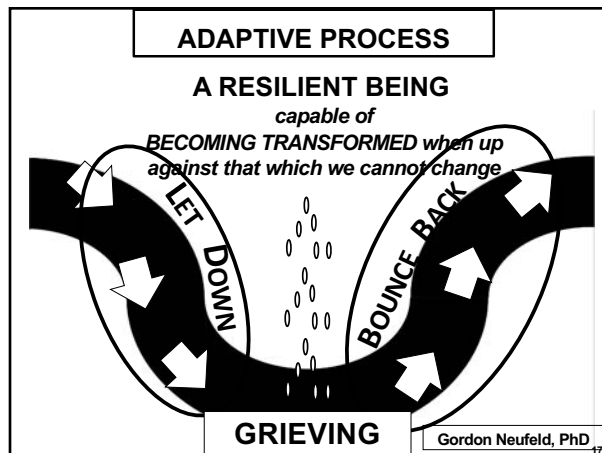 ADAPTIVE PROCESS
A RESILIENT BEING
capable of
BECOMING TRANSFORMED when up
against that which we cannot change
LET DOWN
BOUNCE BACK
GRIEVING
Gordon Neufeld, PhD
17